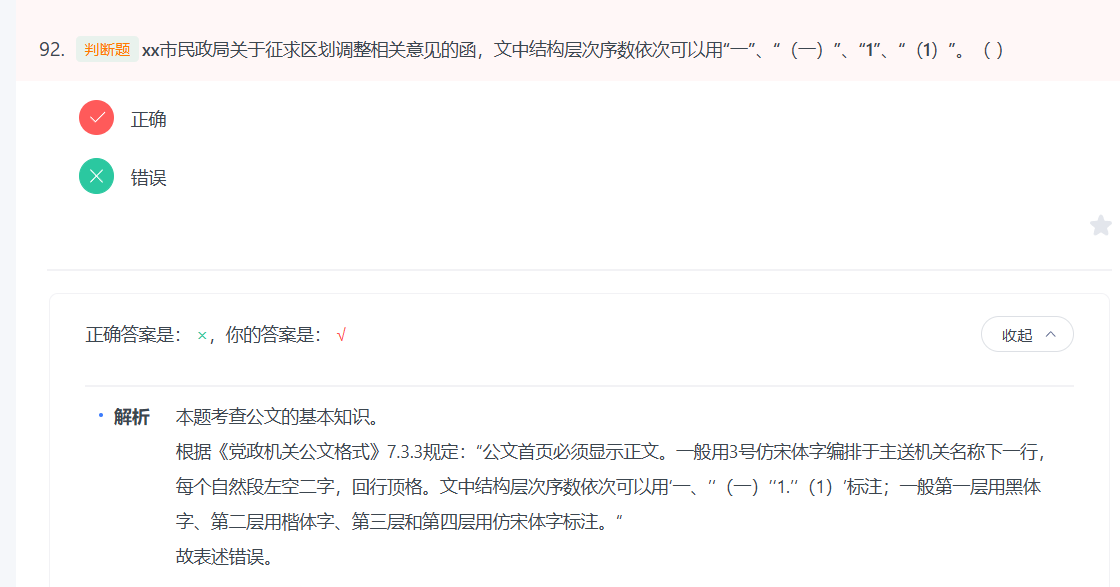 92. 判断题 xx市民政局关于征求区划调整相关意见的函，文中结构层次序数依次可以用“一”、“（一）”、“1”、“（1）”。（ ）
正确
错误
正确答案是： ×，你的答案是： √
收起
解析 本题考查公文的基本知识。
根据《党政机关公文格式》7.3.3规定：“公文首页必须显示正文。一般用3号仿宋体字编排于主送机关名称下一行，
每个自然段左空二字，回行顶格。文中结构层次序数依次可以用‘一、’‘（一）’‘1.’‘（1）’标注；一般第一层用黑体
字、第二层用楷体字、第三层和第四层用仿宋体字标注。”
故表述错误。